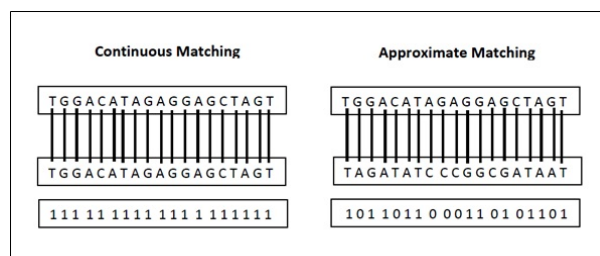 Continuous Matching
TGGACATAGAGGAGCTAGT
TGGACATAGAGGAGCTAGT
111 11 1111 111 1 111111
Approximate Matching
TGGACATAGAGGAGCTAGT
TAGATATCCCGGCGATAAT
101 1011 0 0011 01 01101